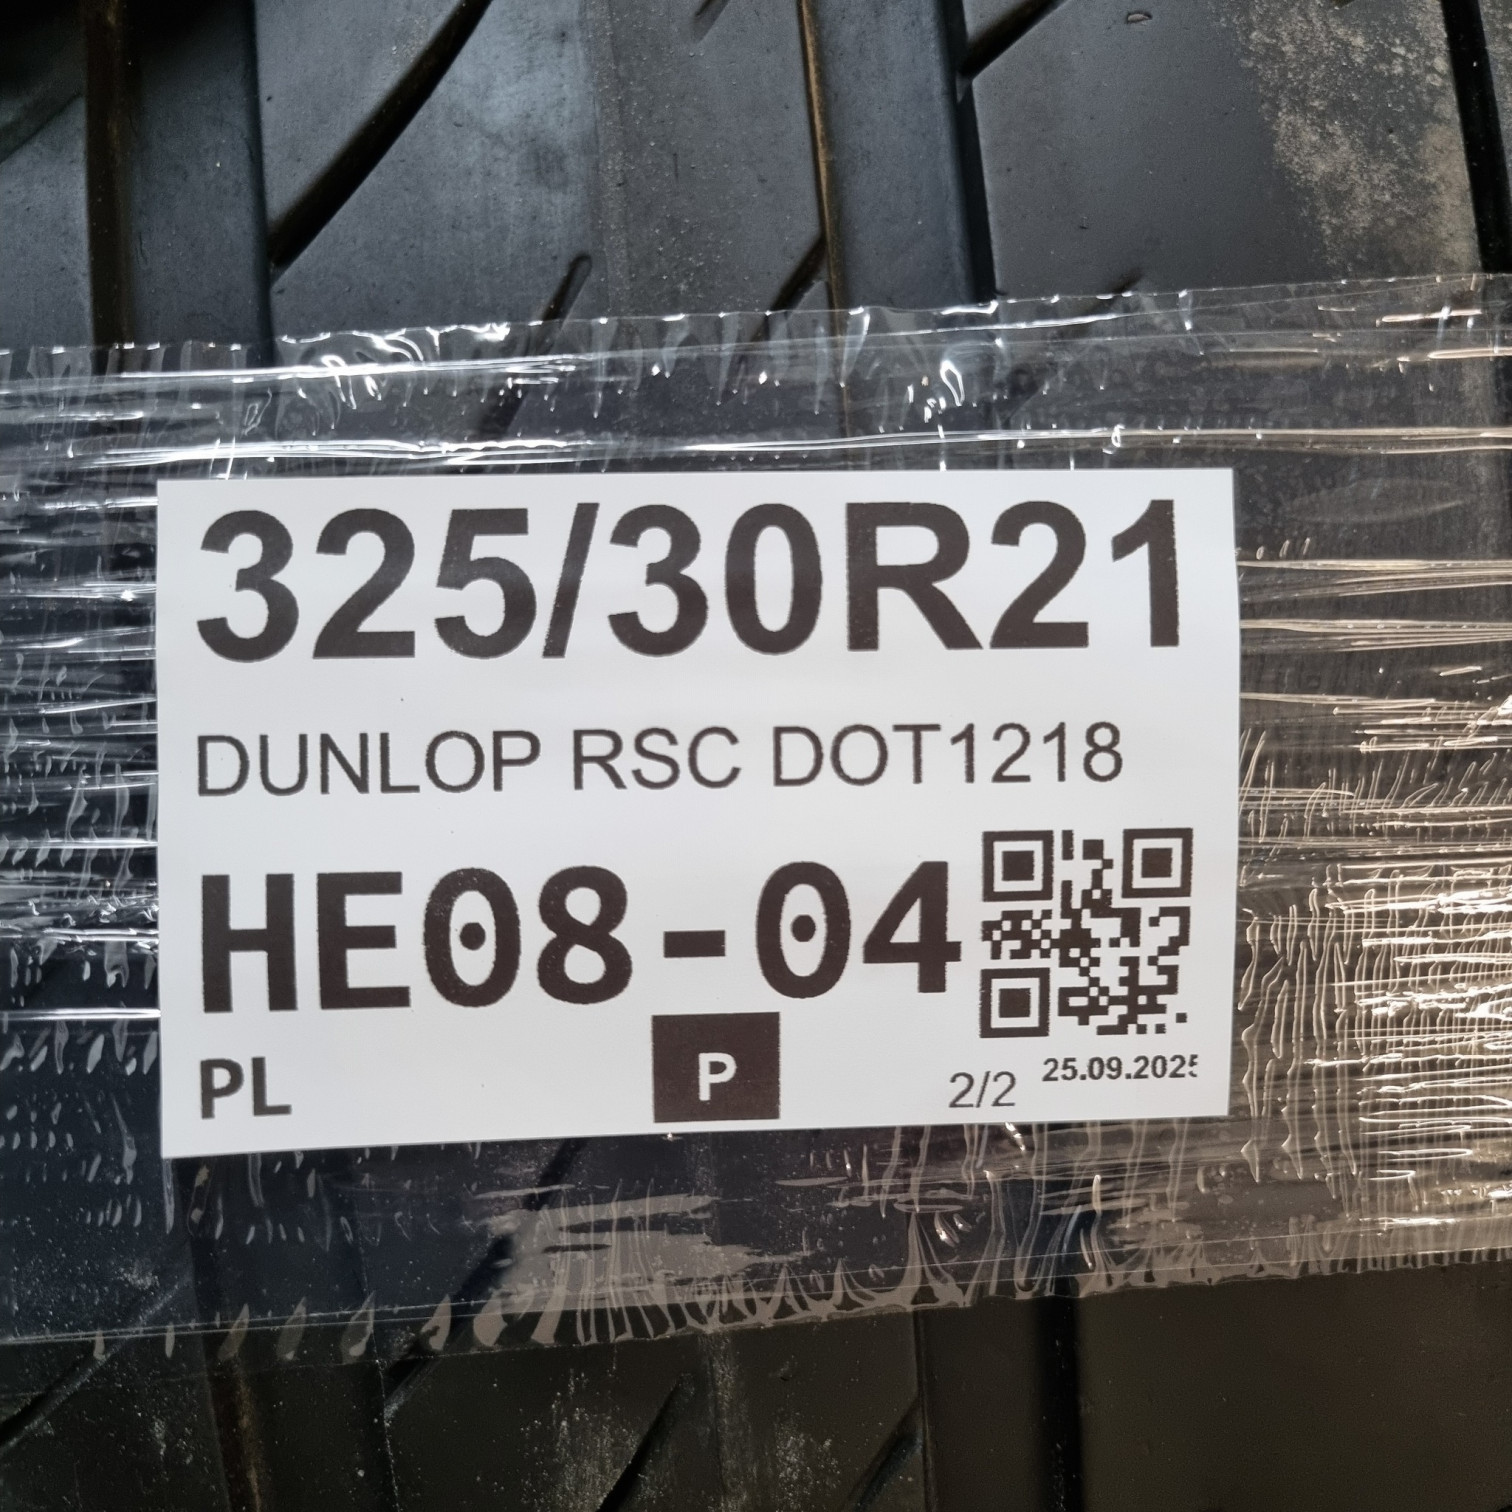 325/30R21
DUNLOP RSC DOT1218
HE08-04
PL P 2/2 25.09.2025